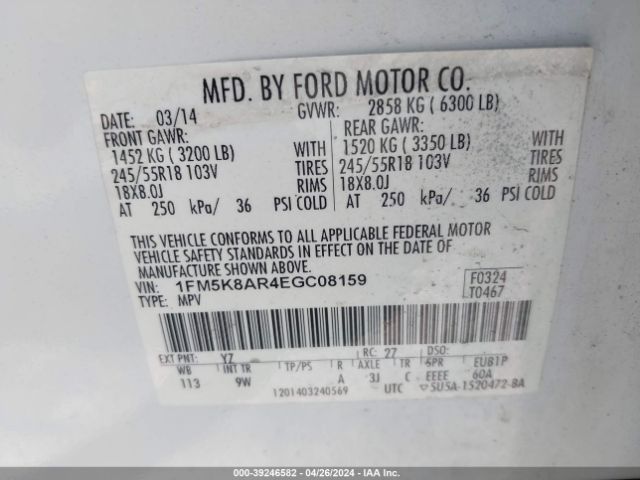 MFD. BY FORD MOTOR CO.
DATE: 03/14 GVWR: 2858 KG ( 6300 LB)
FRONT GAWR: REAR GAWR:
1452 KG ( 3200 LB) WITH 1520 KG ( 3350 LB) WITH
245/55R18 103V TIRES 245/55R18 103V TIRES
18X8.0J RIMS 18X8.0J RIMS
AT 250 kPa/ 36 PSI COLD AT 250 kPa/ 36 PSI COLD
THIS VEHICLE CONFORMS TO ALL APPLICABLE FEDERAL MOTOR
VEHICLE SAFETY STANDARDS IN EFFECT ON THE DATE OF
MANUFACTURE SHOWN ABOVE.
VIN: 1FM5K8AR4EGC08159 F0324
TYPE: MPV T0467
EXT PNT: YZ RC: 27 DSO:
WB INT TR TP/PS R AXLE TR SPR EUB1P
113 9W A 3J C EEEE 60A
1201403240569 UTC SU5A-1520472-BA
000-39246582 - 04/26/2024 - IAA